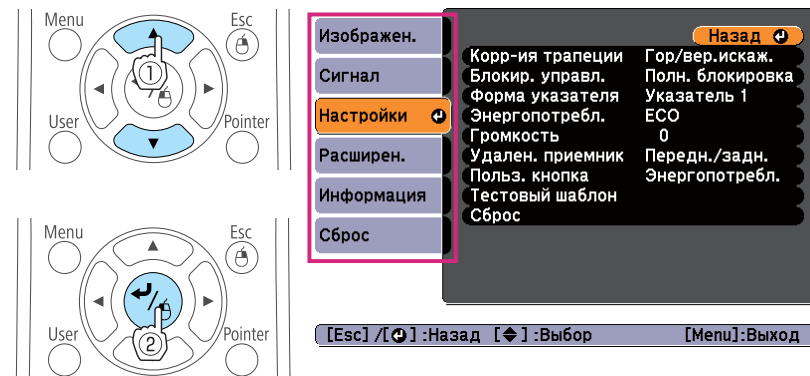 Menu
Esc
①
User
Pointer
Menu
Esc
User
Pointer
②
Изображен.
Сигнал
Настройки
Расширен.
Информация
Сброс
Назад
Корр-ия трапеции Гор/вер.искаж.
Блокир. управл. Полн. блокировка
Форма указателя Указатель 1
Энергопотребл. ECO
Громкость 0
Удален. приемник Передн./задн.
Польз. кнопка Энергопотребл.
Тестовый шаблон
Сброс
[Esc] /[ ] :Назад [ ] :Выбор [Menu]:Выход